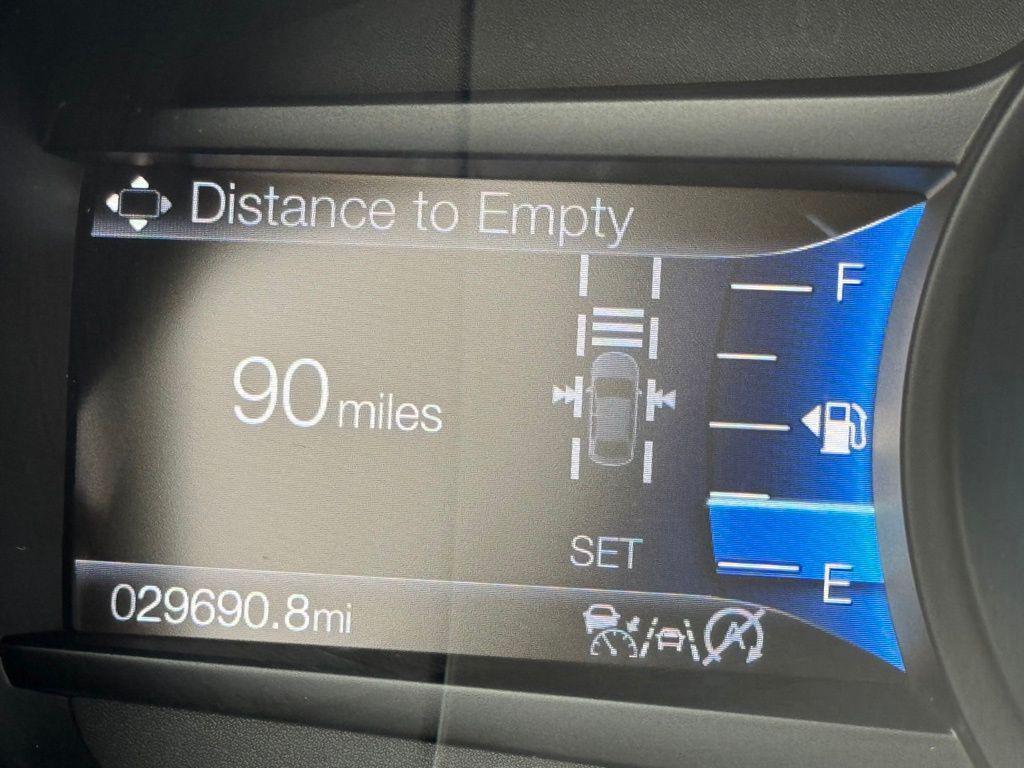 Distance to Empty
F
90 miles
SET
E
029690.8mi